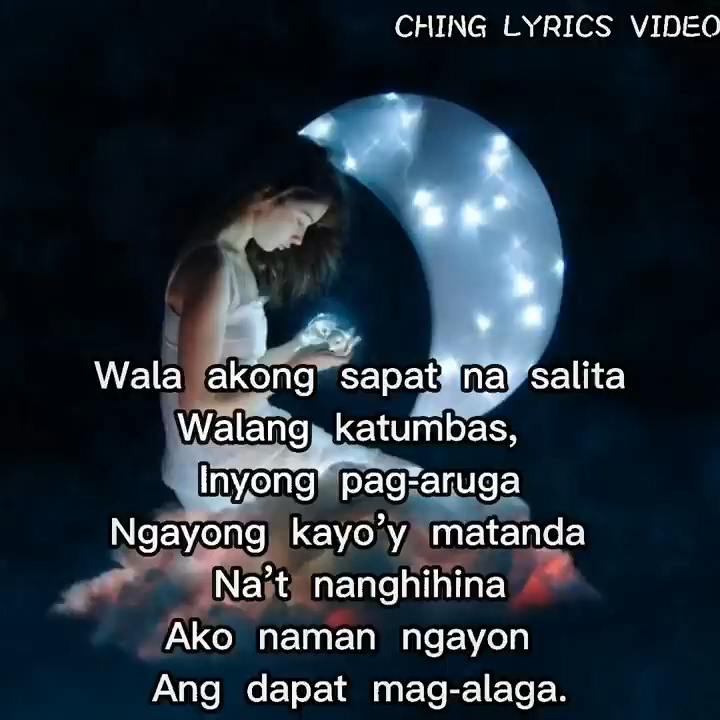 CHING LYRICS VIDEO
Wala akong sapat na salita
Walang katumbas,
Inyong pag-aruga
Ngayong kayo’y matanda
Na’t nanghihina
Ako naman ngayon
Ang dapat mag-alaga.